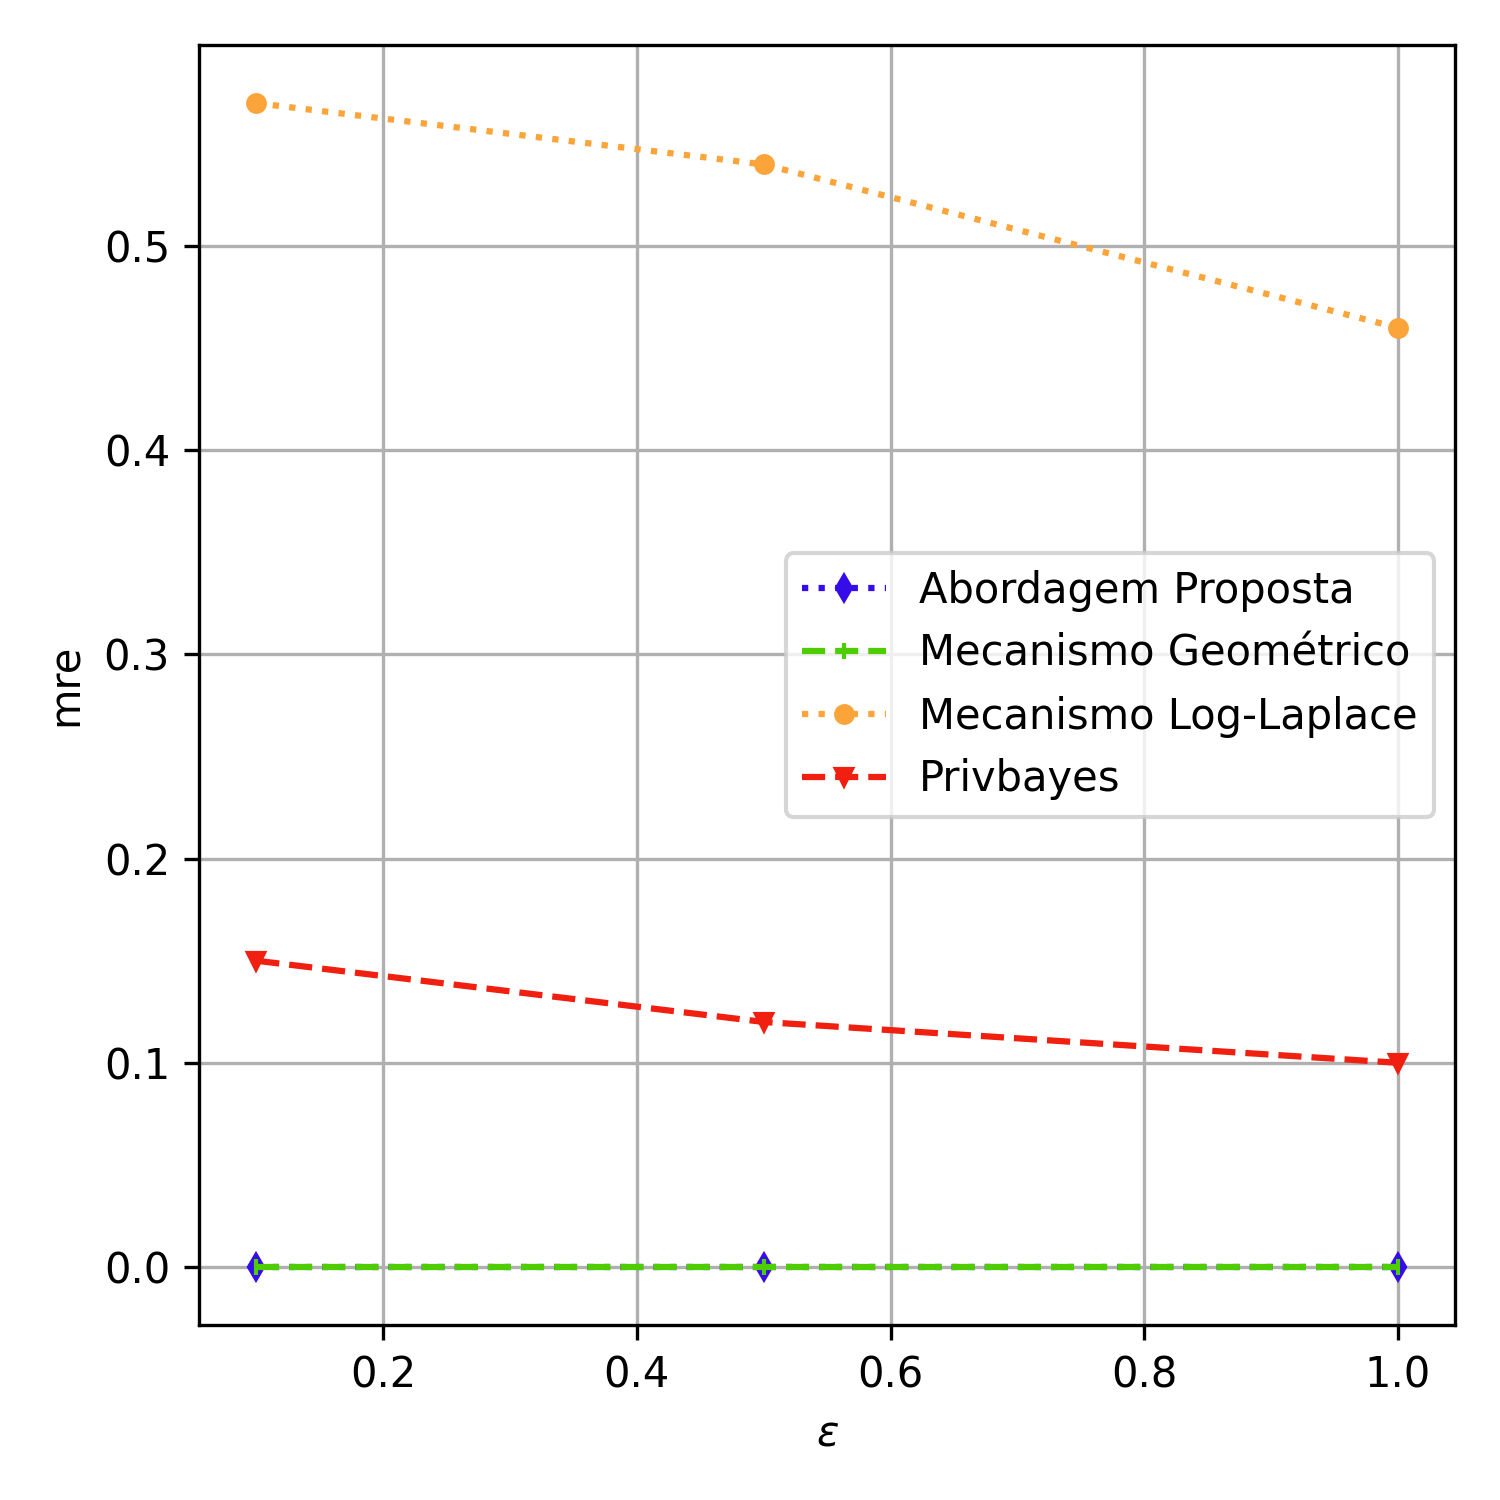 0.5
0.4
0.3
0.2
0.1
0.0
mre
Abordagem Proposta
Mecanismo Geométrico
Mecanismo Log-Laplace
Privbayes
0.2 0.4 0.6 0.8 1.0
ε